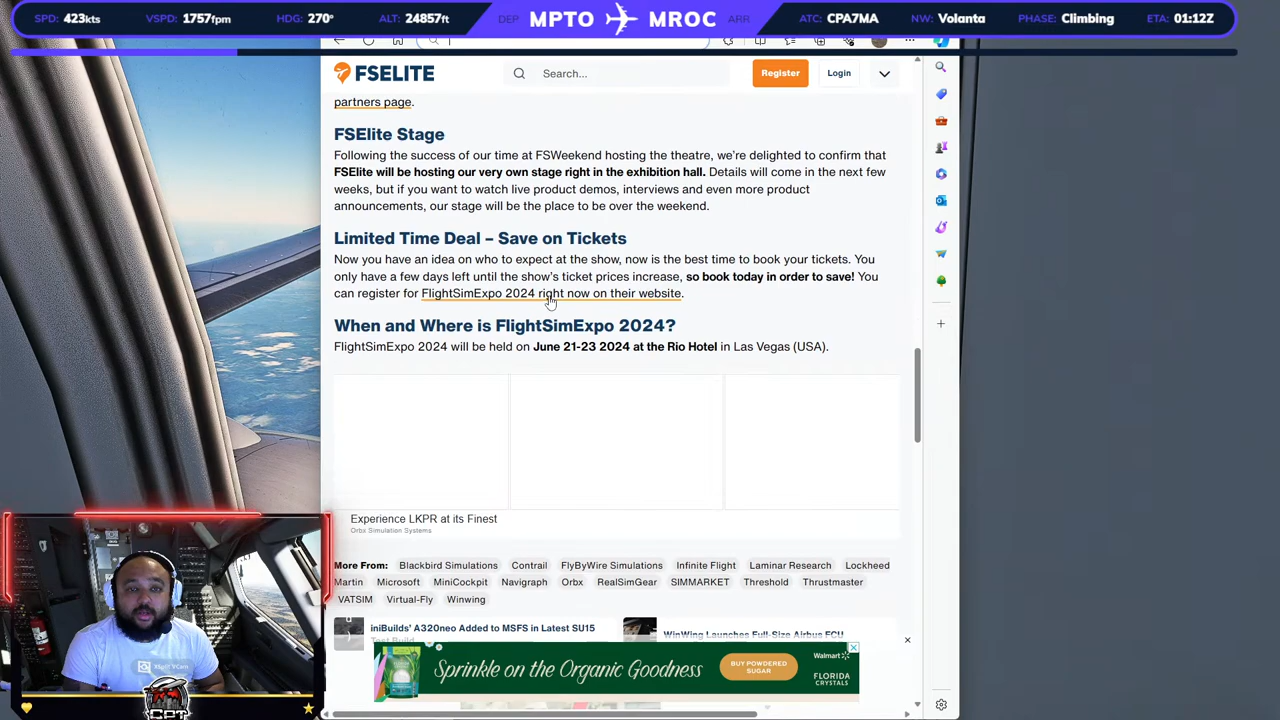 SPD: 423kts VSPD: 1757fpm HDG: 270° ALT: 24857ft DEP MPTO MROC ARR ATC: CPA7MA NW: Volanta PHASE: Climbing ETA: 01:12Z
FSELITE Search... Register Login
partners page.
FSElite Stage
Following the success of our time at FSWeekend hosting the theatre, we're delighted to confirm that
FSElite will be hosting our very own stage right in the exhibition hall. Details will come in the next few
weeks, but if you want to watch live product demos, interviews and even more product
announcements, our stage will be the place to be over the weekend.
Limited Time Deal – Save on Tickets
Now you have an idea on who to expect at the show, now is the best time to book your tickets. You
only have a few days left until the show's ticket prices increase, so book today in order to save! You
can register for FlightSimExpo 2024 right now on their website.
When and Where is FlightSimExpo 2024?
FlightSimExpo 2024 will be held on June 21-23 2024 at the Rio Hotel in Las Vegas (USA).
Experience LKPR at its Finest
Orbx Simulation Systems
More From: Blackbird Simulations Contrail FlyByWire Simulations Infinite Flight Laminar Research Lockheed
Martin Microsoft MiniCockpit Navigraph Orbx RealSimGear SIMMARKET Threshold Thrustmaster
VATSIM Virtual-Fly Winwing
iniBuilds' A320neo Added to MSFS in Latest SU15
Test Build
WinWing Launches Full-Size Airbus FCU
Sprinkle on the Organic Goodness
BUY POWDERED
SUGAR
Walmart
FLORIDA
CRYSTALS
XSplit VCam
CPT